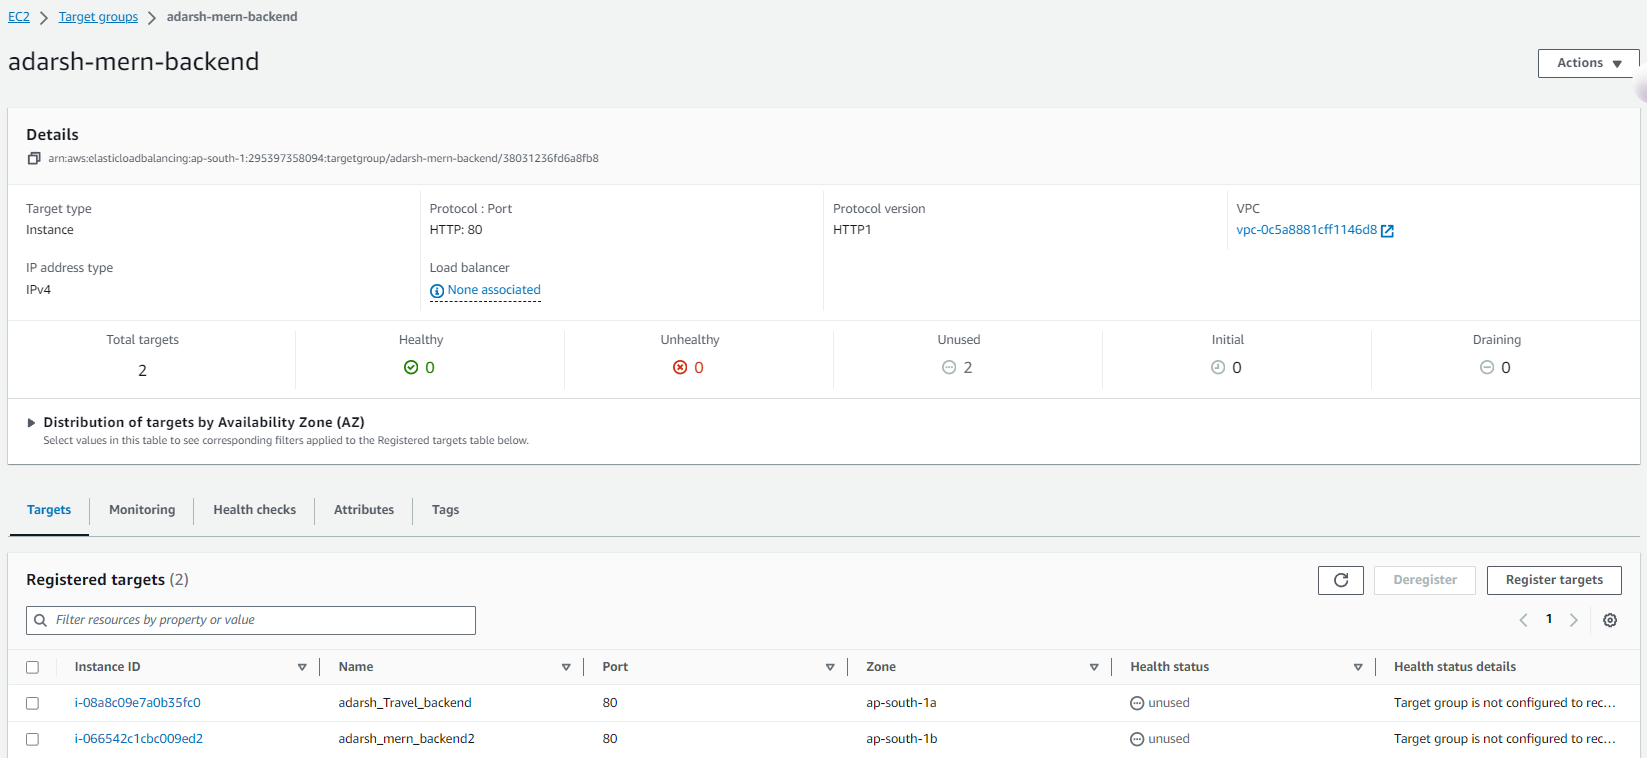 EC2 > Target groups > adarsh-mern-backend
adarsh-mern-backend
Actions
Details
arn:aws:elasticloadbalancing:ap-south-1:295397358094:targetgroup/adarsh-mern-backend/38031236fd6a8fb8
Target type Protocol : Port Protocol version VPC
Instance HTTP: 80 HTTP1 vpc-0c5a8881cff1146d8
IP address type Load balancer
IPv4 None associated
Total targets Healthy Unhealthy Unused Initial Draining
2 0 0 2 0 0
Distribution of targets by Availability Zone (AZ)
Select values in this table to see corresponding filters applied to the Registered targets table below.
Targets Monitoring Health checks Attributes Tags
Registered targets (2) Deregister Register targets
Filter resources by property or value 1
Instance ID Name Port Zone Health status Health status details
i-08a8c09e7a0b35fc0 adarsh_Travel_backend 80 ap-south-1a unused Target group is not configured to rec...
i-066542c1cbc009ed2 adarsh_mern_backend2 80 ap-south-1b unused Target group is not configured to rec...